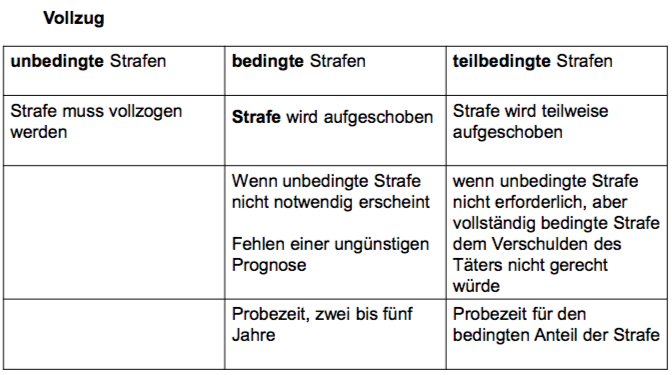 Vollzug
unbedingte Strafen
bedingte Strafen
teilbedingte Strafen
Strafe muss vollzogen
werden
Strafe wird aufgeschoben
Strafe wird teilweise
aufgeschoben
Wenn unbedingte Strafe
nicht notwendig erscheint
Fehlen einer ungünstigen
Prognose
wenn unbedingte Strafe
nicht erforderlich, aber
vollständig bedingte Strafe
dem Verschulden des
Täters nicht gerecht
würde
Probezeit, zwei bis fünf
Jahre
Probezeit für den
bedingten Anteil der Strafe